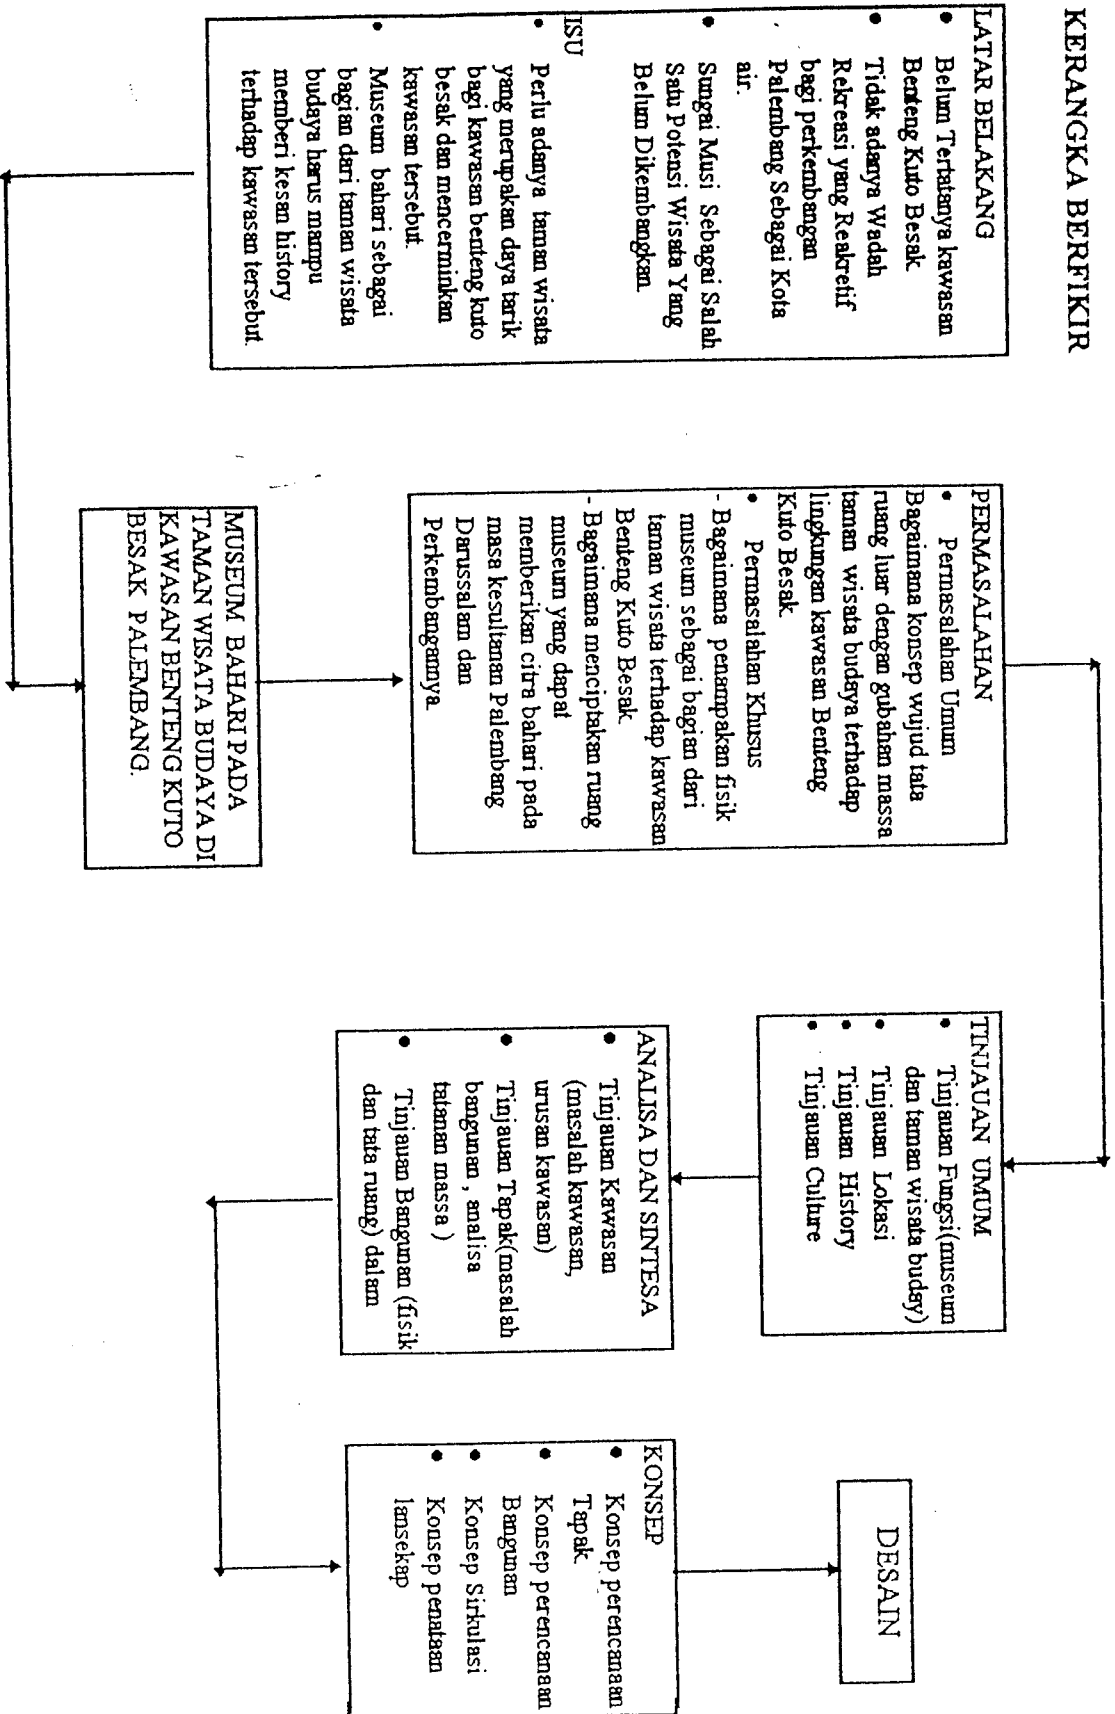 KERANGKA BERFIKIR
LATAR BELAKANG
• Belum Tertatanya kawasan
Benteng Kuto Besak
• Tidak adanya Wadah
Rekreasi yang Reakretif
bagi perkembangan
Palembang Sebagai Kota
air.
• Sungai Musi Sebagai Salah
Satu Potensi Wisata Yang
Belum Dikembangkan.
ISU
• Perlu adanya taman wisata
yang merupakan daya tarik
bagi kawasan benteng kuto
besak dan mencerminkan
kawasan tersebut.
• Museum bahari sebagai
bagian dari taman wisata
budaya harus mampu
memberi kesan history
terhadap kawasan tersebut.
PERMASALAHAN
• Permasalahan Umum
Bagaimana konsep wujud tata
ruang luar dengan gubahan massa
taman wisata budaya terhadap
lingkungan kawasan Benteng
Kuto Besak.
• Permasalahan Khusus
- Bagaimana penampakan fisik
museum sebagai bagian dari
taman wisata terhadap kawasan
Benteng Kuto Besak.
- Bagaimana menciptakan ruang
museum yang dapat
memberikan citra bahari pada
masa kesultanan Palembang
Darussalam dan
Perkembangannya.
MUSEUM BAHARI PADA
TAMAN WISATA BUDAYA DI
KAWASAN BENTENG KUTO
BESAK PALEMBANG.
TINJAUAN UMUM
• Tinjauan Fungsi(museum
dan taman wisata buday)
• Tinjauan Lokasi
• Tinjauan History
• Tinjauan Culture
ANALISA DAN SINTESA
• Tinjauan Kawasan
(masalah kawasan,
urusan kawasan)
• Tinjauan Tapak(masalah
bangunan , analisa
tatanan massa )
• Tinjauan Bangunan (fisik
dan tata ruang) dalam
KONSEP
• Konsep perencanaan
Tapak.
• Konsep perencanaan
Bangunan
• Konsep Sirkulasi
• Konsep penataan
lansekap
DESAIN